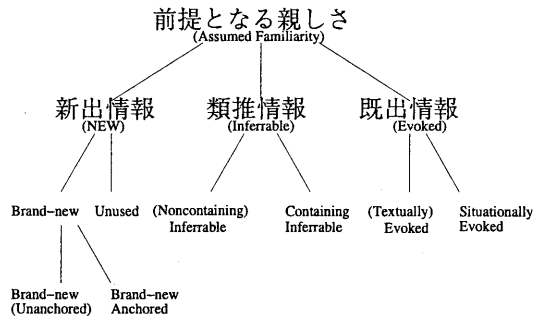 前提となる親しさ
(Assumed Familiarity)
新出情報 類推情報 既出情報
(NEW) (Inferrable) (Evoked)
Brand-new Unused (Noncontaining) Containing (Textually) Situationally
Inferrable Inferrable Evoked Evoked
Brand-new Brand-new
(Unanchored) Anchored